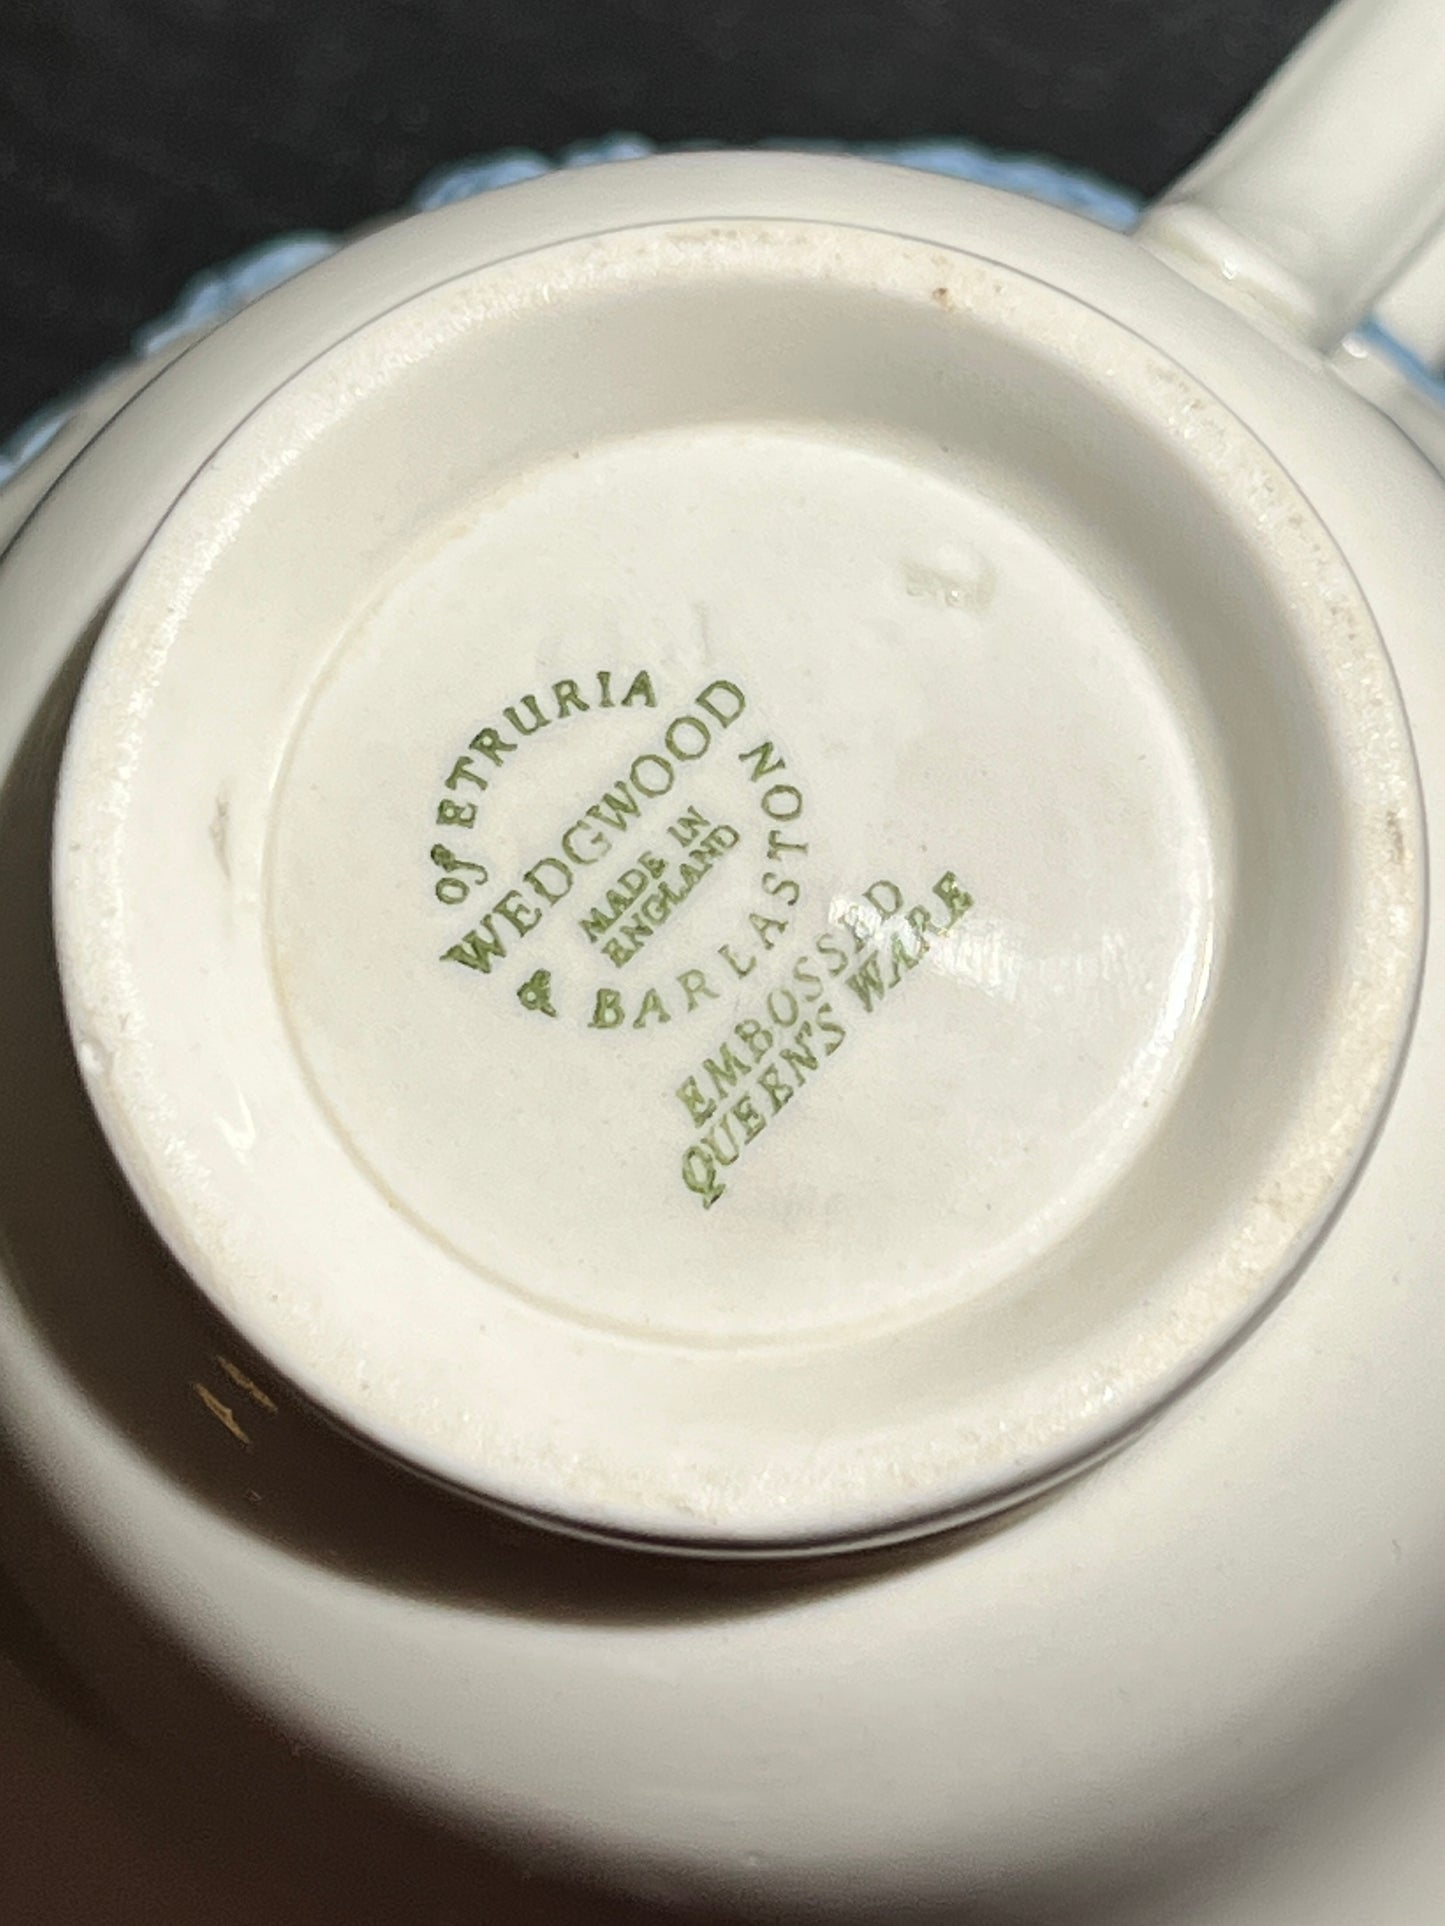 of ETRURIA
WEDGWOOD
MADE IN
ENGLAND
& BARLASTON
EMBOSSED
QUEEN'S WARE